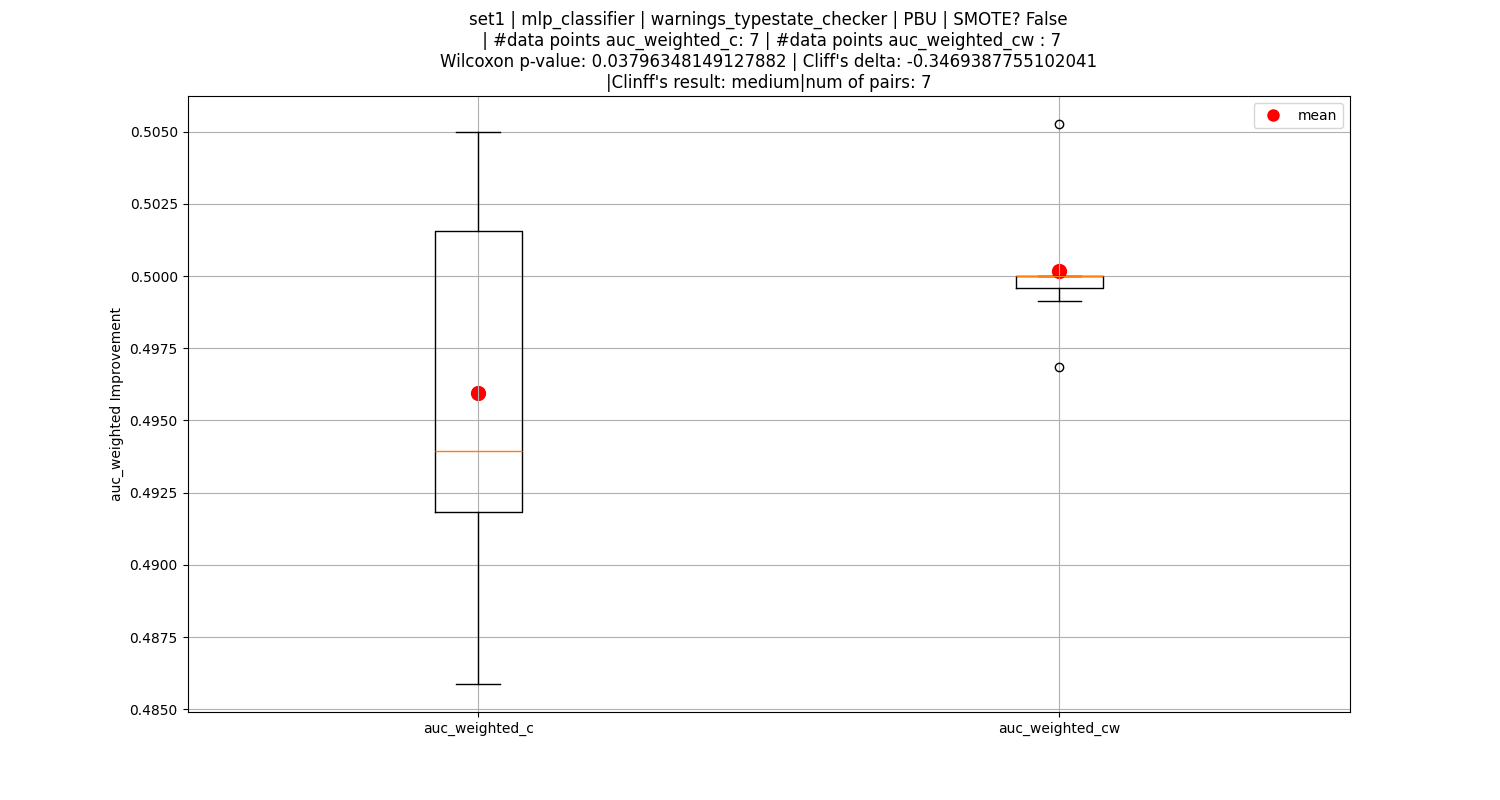 set1 | mlp_classifier | warnings_typestate_checker | PBU | SMOTE? False
| #data points auc_weighted_c: 7 | #data points auc_weighted_cw : 7
Wilcoxon p-value: 0.03796348149127882 | Cliff's delta: -0.3469387755102041
|Clinff's result: medium|num of pairs: 7
mean
auc_weighted Improvement
0.5050
0.5025
0.5000
0.4975
0.4950
0.4925
0.4900
0.4875
0.4850
auc_weighted_c
auc_weighted_cw